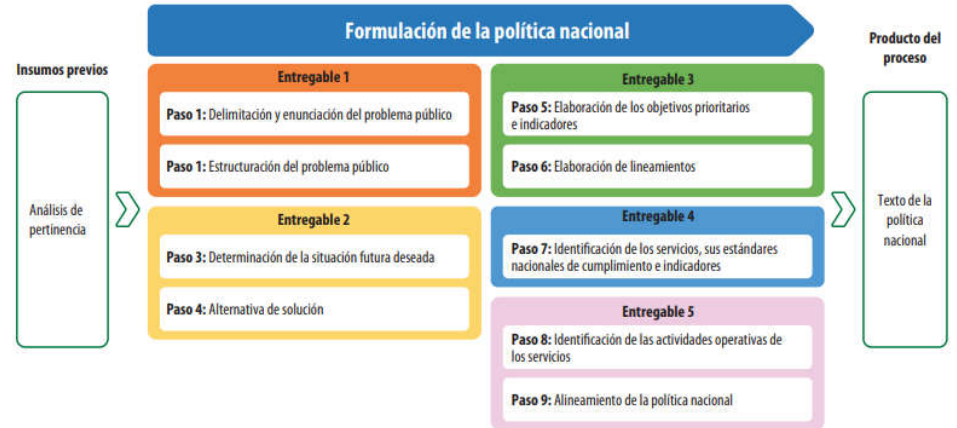 Formulación de la política nacional
Insumos previos
Análisis de
pertinencia
Entregable 1
Paso 1: Delimitación y enunciación del problema público
Paso 1: Estructuración del problema público
Entregable 2
Paso 3: Determinación de la situación futura deseada
Paso 4: Alternativa de solución
Entregable 3
Paso 5: Elaboración de los objetivos prioritarios
e indicadores
Paso 6: Elaboración de lineamientos
Entregable 4
Paso 7: Identificación de los servicios, sus estándares
nacionales de cumplimiento e indicadores
Entregable 5
Paso 8: Identificación de las actividades operativas de
los servicios
Paso 9: Alineamiento de la política nacional
Producto del
proceso
Texto de la
política
nacional